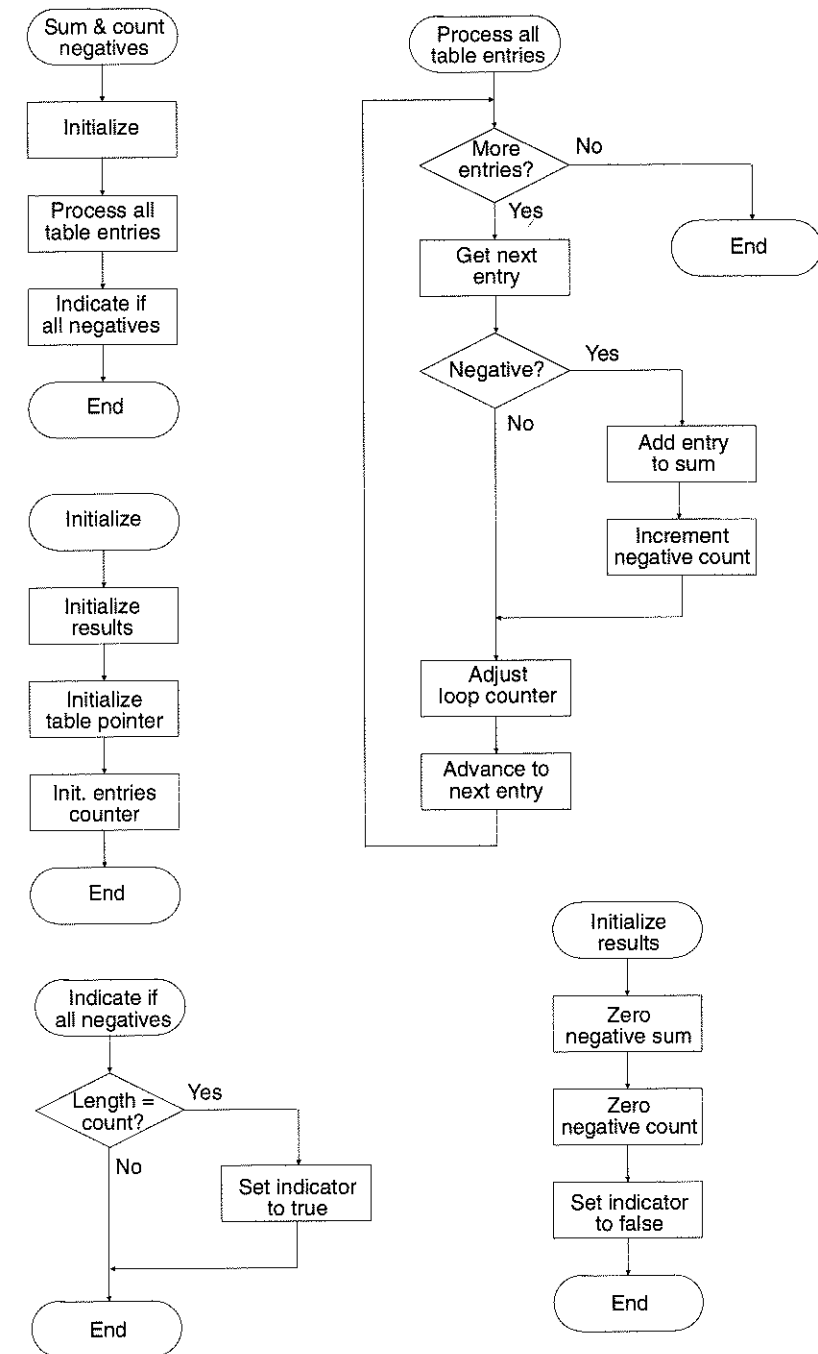 Sum & count
negatives
Initialize
Process all
table entries
Indicate if
all negatives
End
Initialize
Initialize
results
Initialize
table pointer
Init. entries
counter
End
Indicate if
all negatives
Length =
count?
Yes
No
Set indicator
to true
End
Process all
table entries
More
entries?
No
Yes
End
Get next
entry
Negative?
Yes
No
Add entry
to sum
Increment
negative count
Adjust
loop counter
Advance to
next entry
Initialize
results
Zero
negative sum
Zero
negative count
Set indicator
to false
End